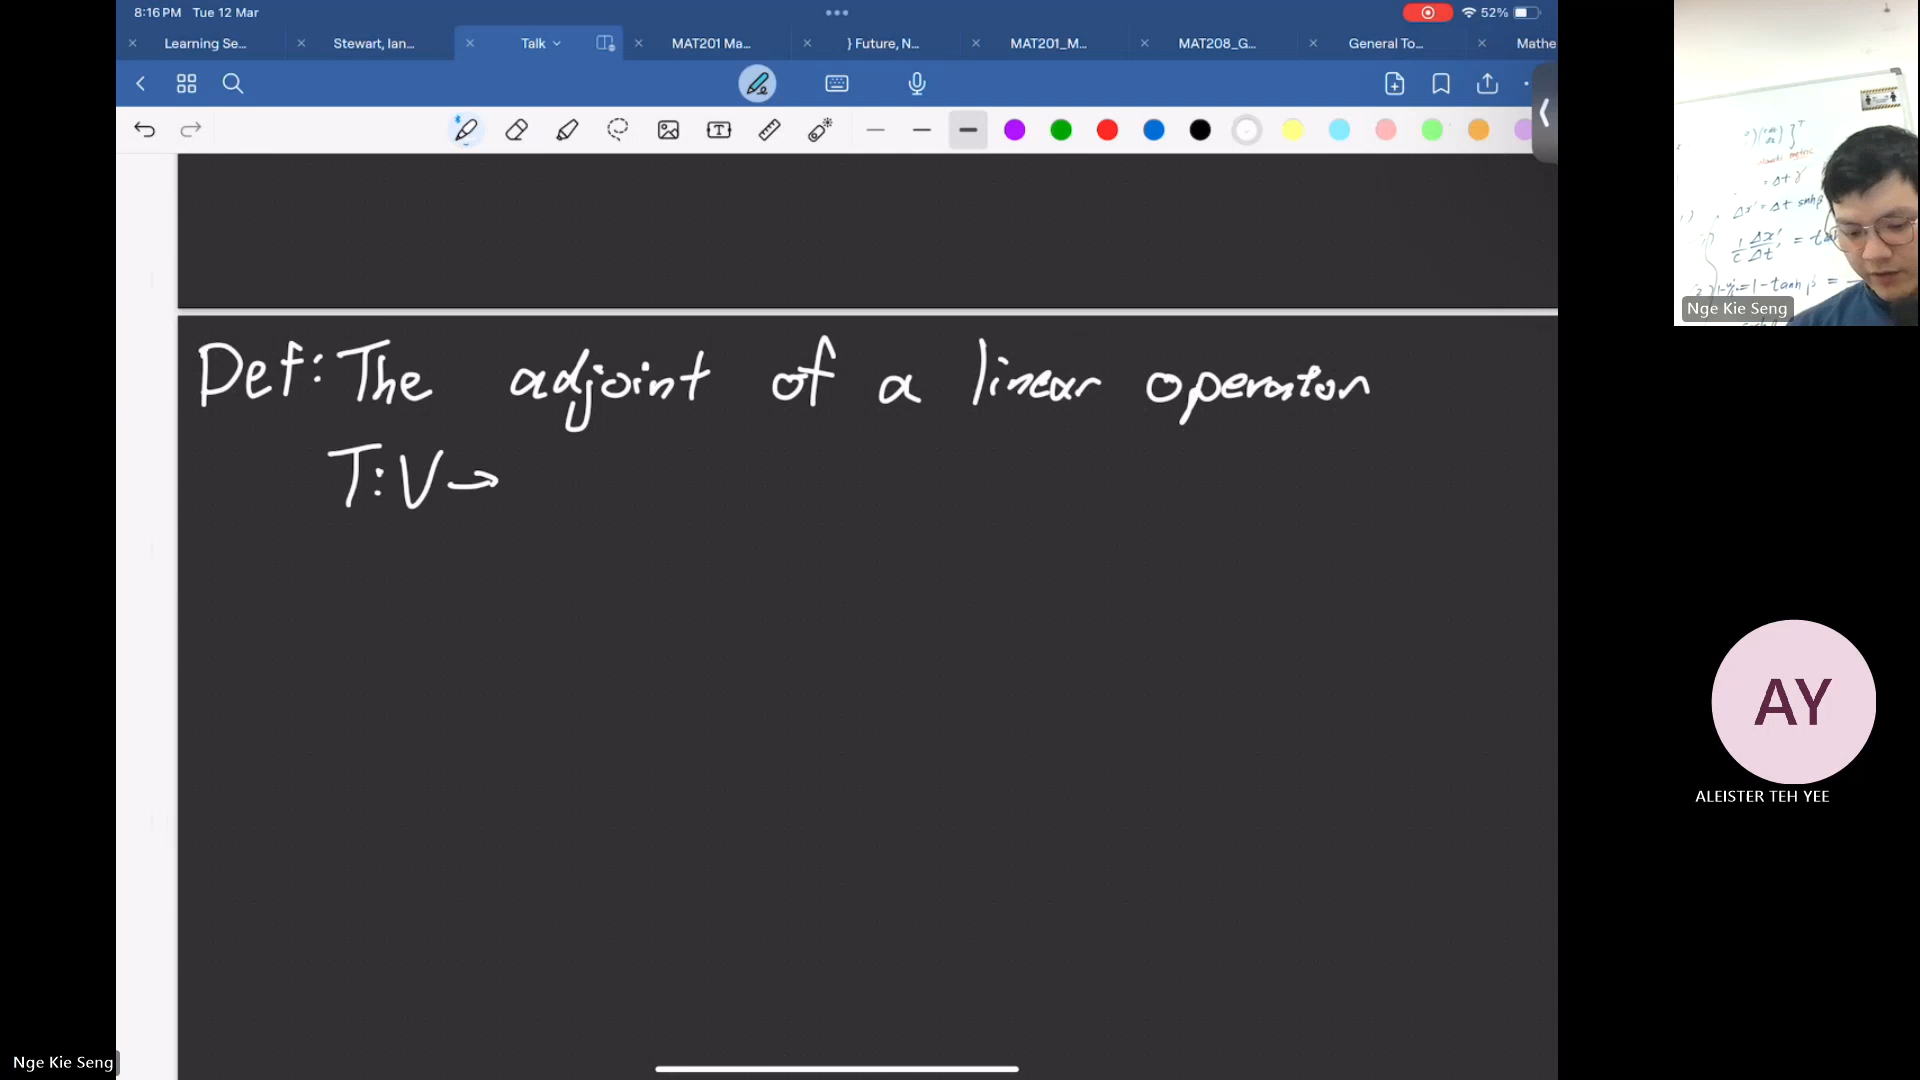 8:16 PM Tue 12 Mar
52%
Learning Se...
Stewart, Ian...
Talk
MAT201 Ma...
} Future, N...
MAT201_M...
MAT208_G...
General To...
Mathe
Def: The adjoint of a linear operator
T: V →
Nge Kie Seng
AY
ALEISTER TEH YEE
Nge Kie Seng